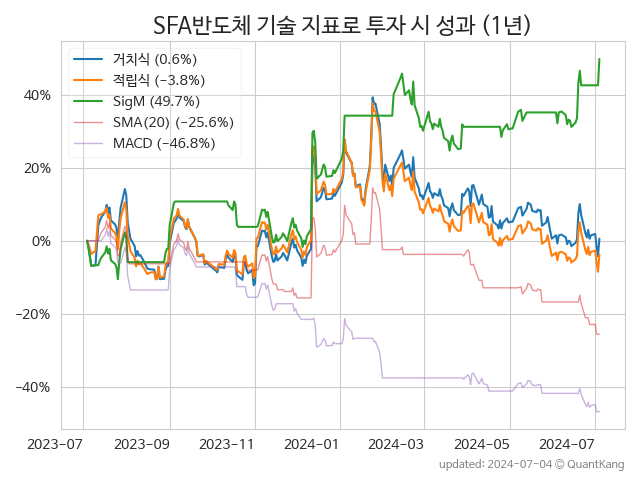 SFA반도체 기술 지표로 투자 시 성과 (1년)
거치식 (0.6%)
적립식 (−3.8%)
SigM (49.7%)
SMA(20) (−25.6%)
MACD (−46.8%)
40%
20%
0%
−20%
−40%
2023-07 2023-09 2023-11 2024-01 2024-03 2024-05 2024-07
updated: 2024-07-04 © QuantKang